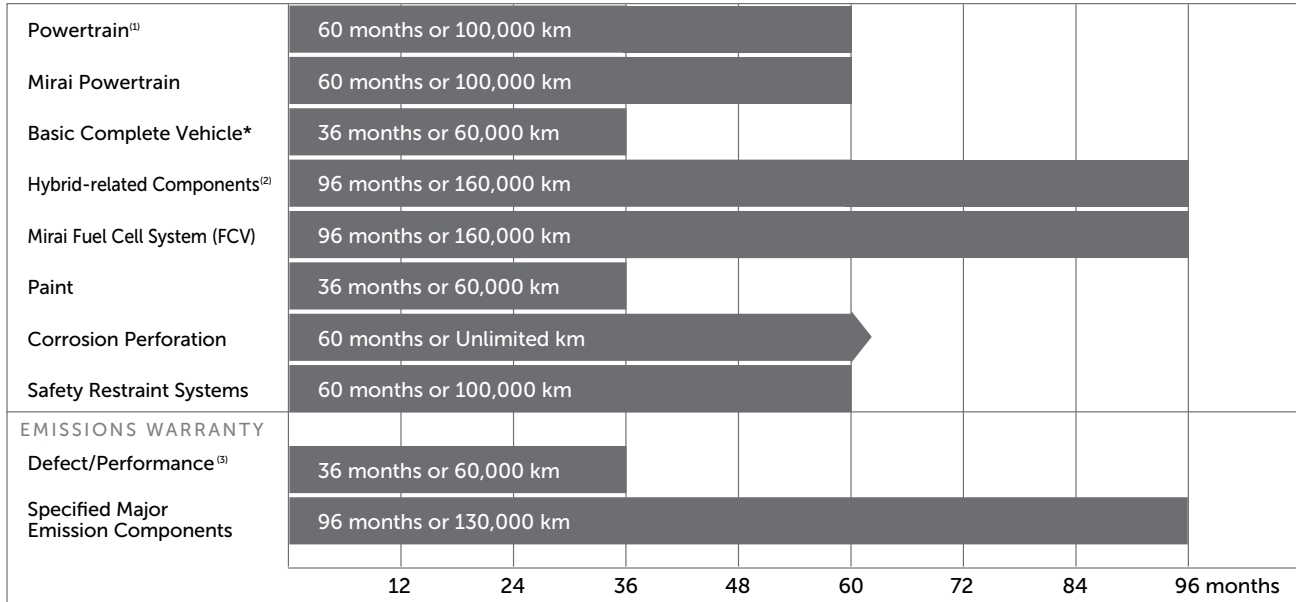 Powertrain(1) 60 months or 100,000 km
Mirai Powertrain 60 months or 100,000 km
Basic Complete Vehicle* 36 months or 60,000 km
Hybrid-related Components(2) 96 months or 160,000 km
Mirai Fuel Cell System (FCV) 96 months or 160,000 km
Paint 36 months or 60,000 km
Corrosion Perforation 60 months or Unlimited km
Safety Restraint Systems 60 months or 100,000 km
EMISSIONS WARRANTY
Defect/Performance(3) 36 months or 60,000 km
Specified Major
Emission Components 96 months or 130,000 km
12 24 36 48 60 72 84 96 months